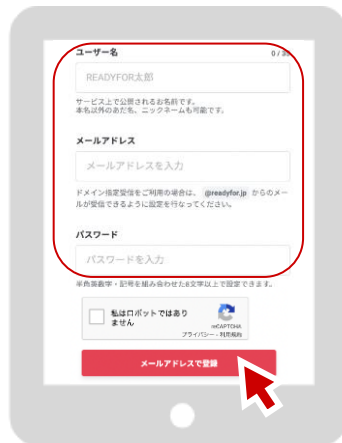 ユーザー名 0 / 30
READYFOR太郎
サービス上で公開されるお名前です。
本名以外のあだ名、ニックネームも可能です。
メールアドレス
メールアドレスを入力
ドメイン指定受信をご利用の場合は、 @readyfor.jp からのメー
ルが受信できるように設定を行なってください。
パスワード
パスワードを入力
半角英数字・記号を組み合わせた8文字以上で設定できます。
私はロボットではあり
ません
reCAPTCHA
プライバシー - 利用規約
メールアドレスで登録